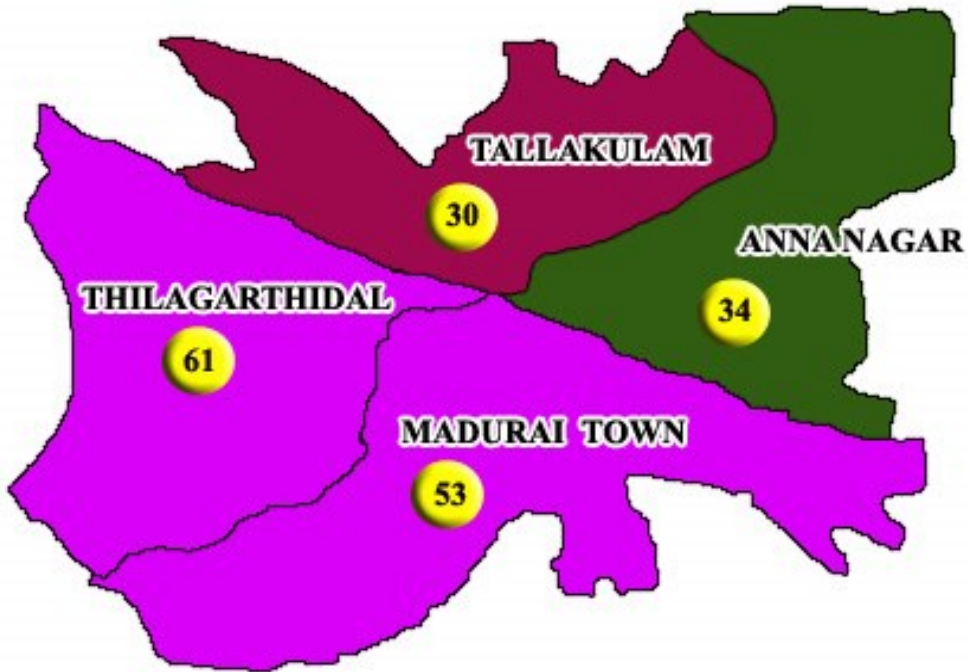 TALLAKULAM
30
ANNA NAGAR
34
THILAGARTHIDAL
61
MADURAI TOWN
53